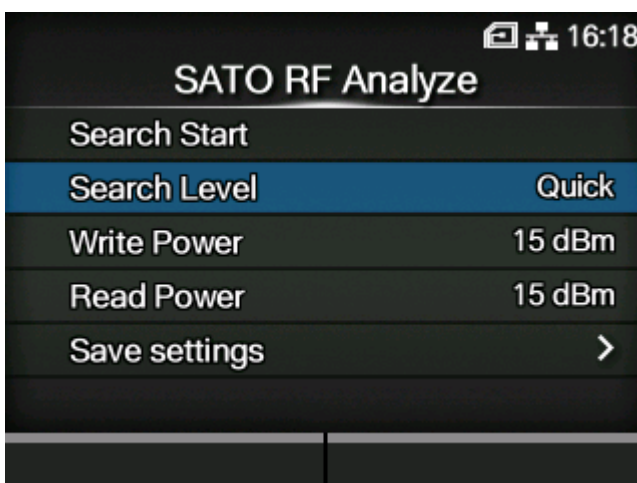 16:18
SATO RF Analyze
Search Start
Search Level Quick
Write Power 15 dBm
Read Power 15 dBm
Save settings >